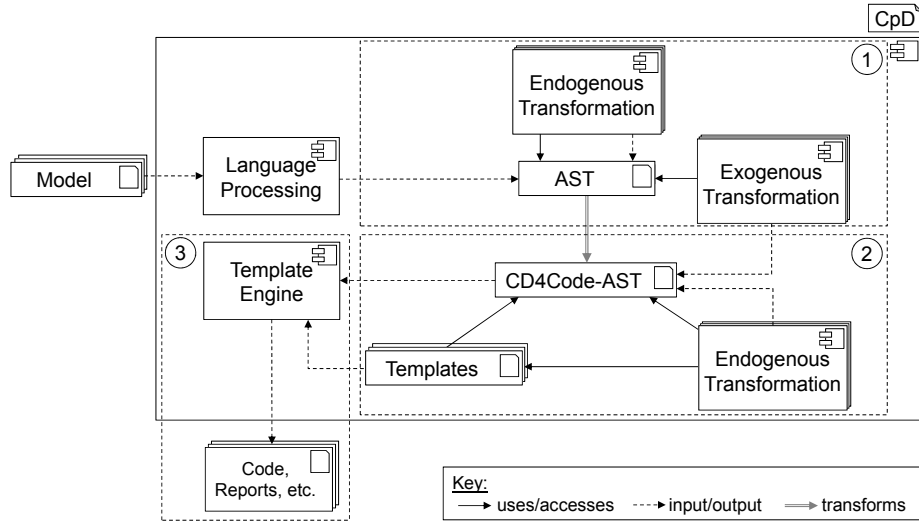 CpD
1
Endogenous
Transformation
Language
Processing
Model
AST
Exogenous
Transformation
3
2
Template
Engine
CD4Code-AST
Templates
Endogenous
Transformation
Code,
Reports, etc.
Key:
uses/accesses input/output transforms